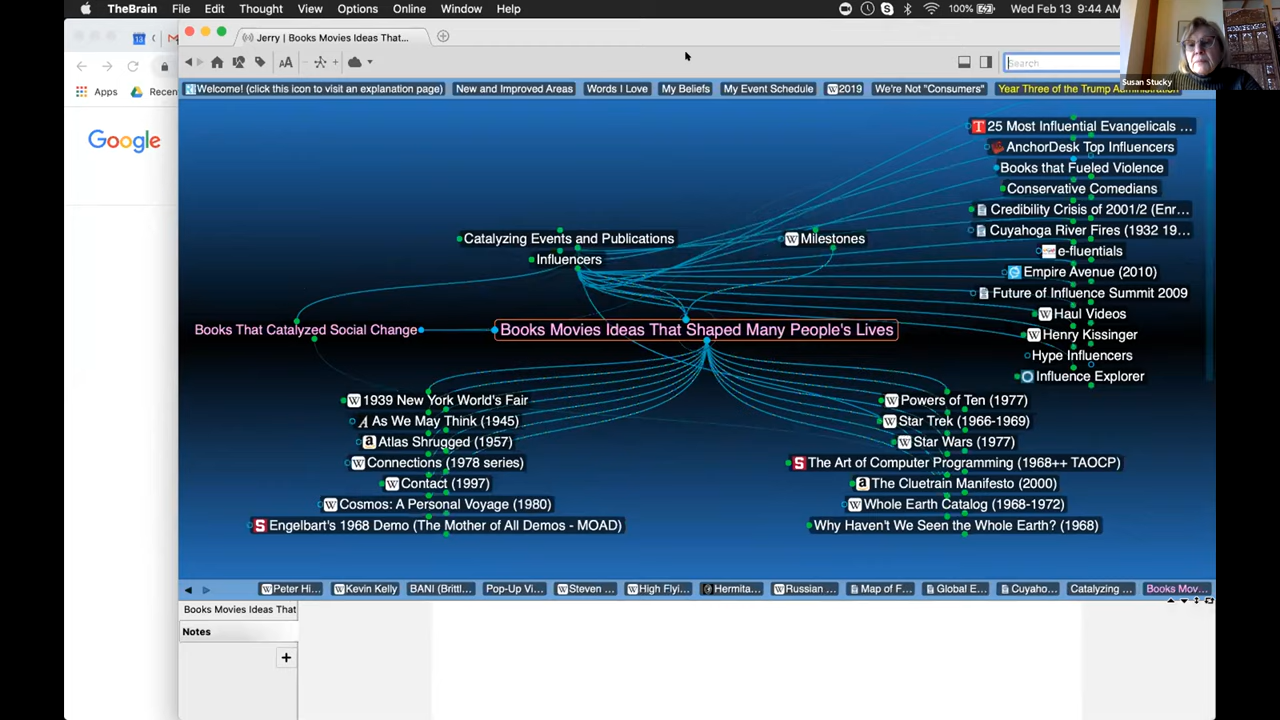 TheBrain File Edit Thought View Options Online Window Help 100% Wed Feb 13 9:44 AM
Susan Stucky
Jerry | Books Movies Ideas That...
Search
Apps Recen
Google
Welcome! (click this icon to visit an explanation page) New and Improved Areas Words I Love My Beliefs My Event Schedule 2019 We're Not "Consumers" Year Three of the Trump Administration
25 Most Influential Evangelicals ...
AnchorDesk Top Influencers
Books that Fueled Violence
Conservative Comedians
Credibility Crisis of 2001/2 (Enr...
Cuyahoga River Fires (1932 19...
e-fluentials
Empire Avenue (2010)
Future of Influence Summit 2009
Haul Videos
Henry Kissinger
Hype Influencers
Influence Explorer
Catalyzing Events and Publications
Influencers
Milestones
Books That Catalyzed Social Change
Books Movies Ideas That Shaped Many People's Lives
1939 New York World's Fair
As We May Think (1945)
Atlas Shrugged (1957)
Connections (1978 series)
Contact (1997)
Cosmos: A Personal Voyage (1980)
Engelbart's 1968 Demo (The Mother of All Demos - MOAD)
Powers of Ten (1977)
Star Trek (1966-1969)
Star Wars (1977)
The Art of Computer Programming (1968++ TAOCP)
The Cluetrain Manifesto (2000)
Whole Earth Catalog (1968-1972)
Why Haven't We Seen the Whole Earth? (1968)
Peter Hi... Kevin Kelly BANI (Brittl... Pop-Up Vi... Steven ... High Flyi... Hermita... Russian ... Map of F... Global E... Cuyaho... Catalyzing ... Books Mov...
Books Movies Ideas That
Notes